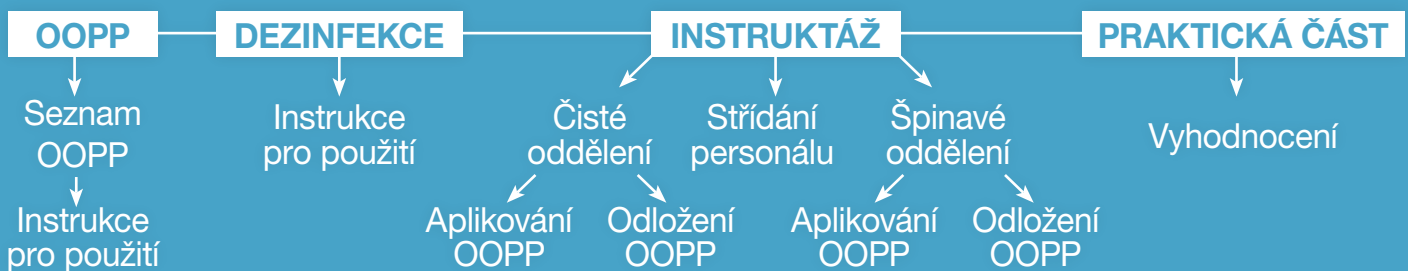 OOPP
DEZINFEKCE
INSTRUKTÁŽ
PRAKTICKÁ ČÁST
Seznam
OOPP
Instrukce
pro použití
Instrukce
pro použití
Čisté
oddělení
Střídání
personálu
Špinavé
oddělení
Aplikování
OOPP
Odložení
OOPP
Aplikování
OOPP
Odložení
OOPP
Vyhodnocení